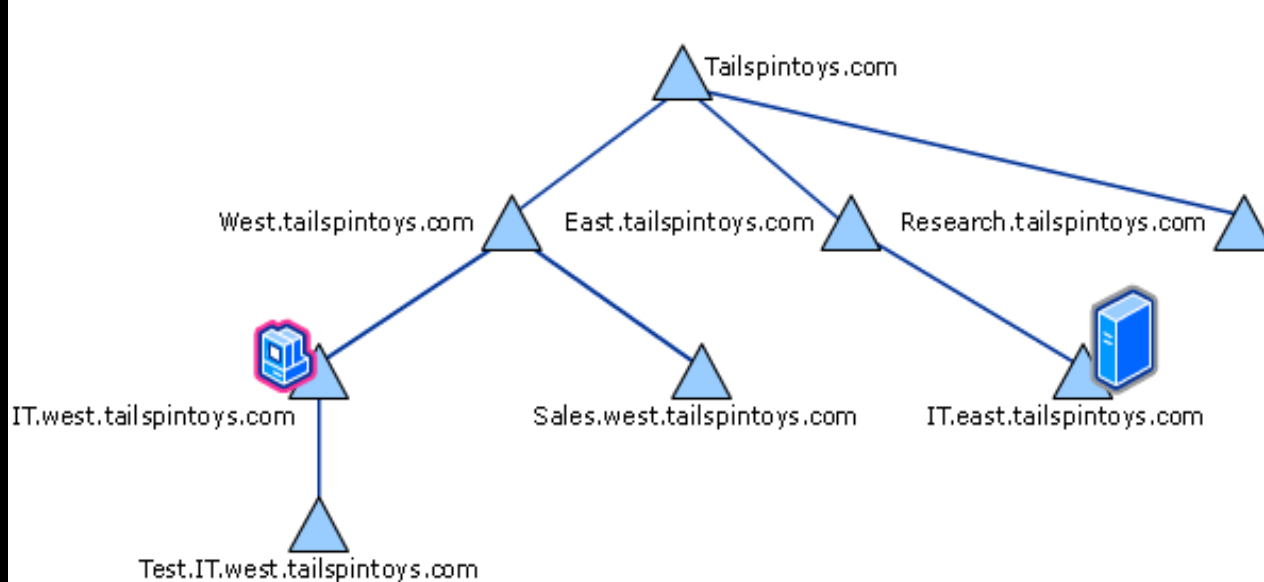 Tailspintoys.com
West.tailspintoys.com
East.tailspintoys.com
Research.tailspintoys.com
IT.west.tailspintoys.com
Sales.west.tailspintoys.com
IT.east.tailspintoys.com
Test.IT.west.tailspintoys.com